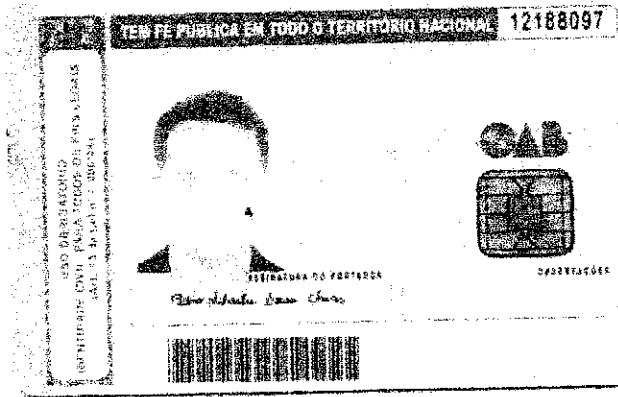 TEM FÉ PÚBLICA EM TODO O TERRITÓRIO NACIONAL
12188097
USO OBRIGATÓRIO
IDENTIDADE CIVIL PARA TODOS OS FINS LEGAIS
OAB
ASSINATURA DO PORTADOR
OBSERVAÇÕES